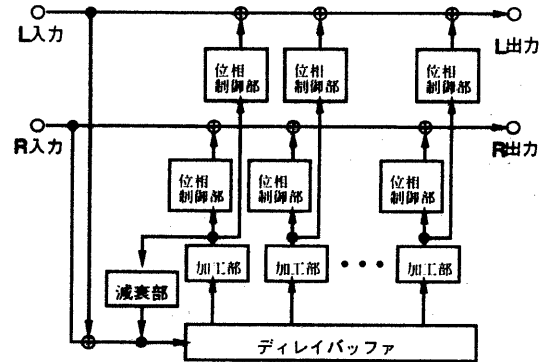 L入力
L出力
位相
制御部
位相
制御部
位相
制御部
R入力
R出力
位相
制御部
位相
制御部
位相
制御部
加工部
加工部
・・・
加工部
減衰部
ディレイバッファ